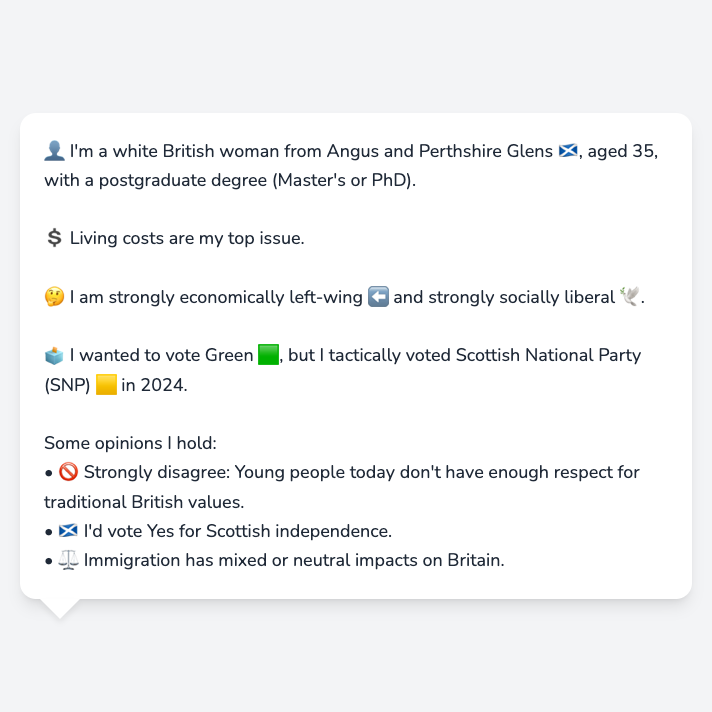 👤 I'm a white British woman from Angus and Perthshire Glens 🏴󠁧󠁢󠁳󠁣󠁴󠁿, aged 35,
with a postgraduate degree (Master's or PhD).
💲 Living costs are my top issue.
🤔 I am strongly economically left-wing ⬅️ and strongly socially liberal 🕊️.
🗳️ I wanted to vote Green 🟩, but I tactically voted Scottish National Party
(SNP) 🟨 in 2024.
Some opinions I hold:
• 🚫 Strongly disagree: Young people today don't have enough respect for
traditional British values.
• 🏴󠁧󠁢󠁳󠁣󠁴󠁿 I'd vote Yes for Scottish independence.
• ⚖️ Immigration has mixed or neutral impacts on Britain.